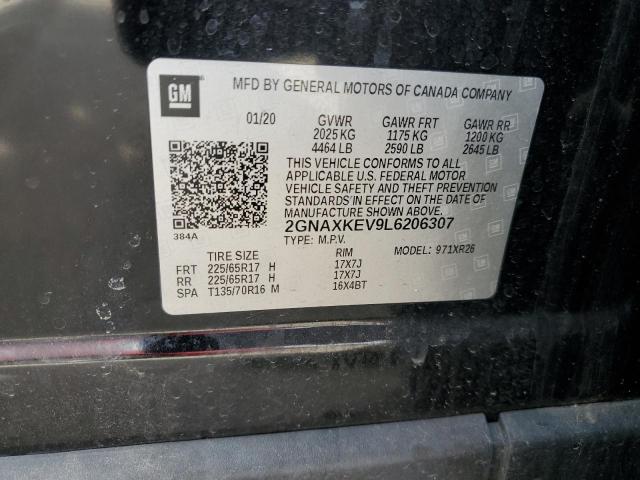 GM
MFD BY GENERAL MOTORS OF CANADA COMPANY
01/20 GVWR GAWR FRT GAWR RR
2025 KG 1175 KG 1200 KG
4464 LB 2590 LB 2645 LB
THIS VEHICLE CONFORMS TO ALL
APPLICABLE U.S. FEDERAL MOTOR
VEHICLE SAFETY AND THEFT PREVENTION
STANDARDS IN EFFECT ON THE DATE OF
MANUFACTURE SHOWN ABOVE.
384A
2GNAXKEV9L6206307
TYPE: M.P.V. MODEL: 971XR26
TIRE SIZE RIM
FRT 225/65R17 H 17X7J
RR 225/65R17 H 17X7J
SPA T135/70R16 M 16X4BT